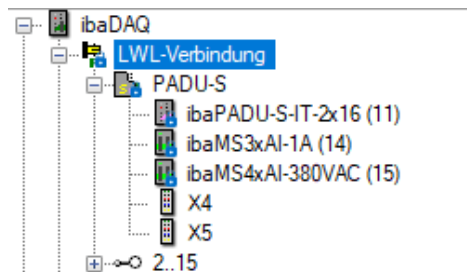 ibaDAQ
LWL-Verbindung
PADU-S
ibaPADU-S-IT-2x16 (11)
ibaMS3xAI-1A (14)
ibaMS4xAI-380VAC (15)
X4
X5
2..15